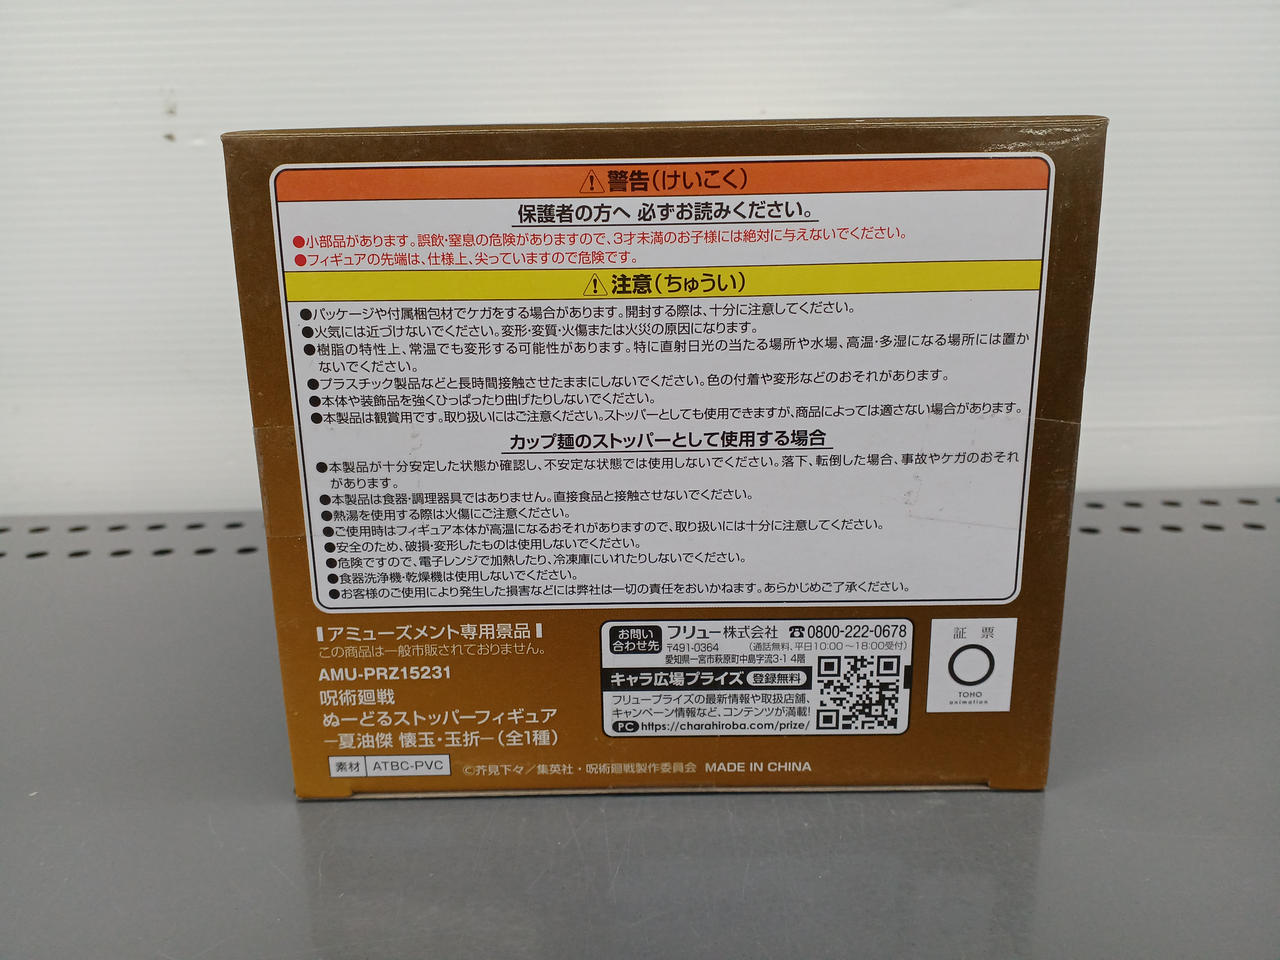 ⚠警告(けいこく)
保護者の方へ 必ずお読みください。
●小部品があります。誤飲・窒息の危険がありますので、3才未満のお子様には絶対に与えないでください。
●フィギュアの先端は、仕様上、尖っていますので危険です。
⚠注意(ちゅうい)
●パッケージや付属梱包材でケガをする場合があります。開封する際は、十分に注意してください。
●火気には近づけないでください。変形・変質・火傷または火災の原因になります。
●樹脂の特性上、常温でも変形する可能性があります。特に直射日光の当たる場所や水場、高温・多湿になる場所には置か
ないでください。
●プラスチック製品などと長時間接触させたままにしないでください。色の付着や変形などのおそれがあります。
●本体や装飾品を強くひっぱったり曲げたりしないでください。
●本製品は観賞用です。取り扱いにはご注意ください。ストッパーとしても使用できますが、商品によっては適さない場合があります。
カップ麺のストッパーとして使用する場合
●本製品が十分安定した状態か確認し、不安定な状態では使用しないでください。落下、転倒した場合、事故やケガのおそれ
があります。
●本製品は食器・調理器具ではありません。直接食品と接触させないでください。
●熱湯を使用する際は火傷にご注意ください。
●ご使用時はフィギュア本体が高温になるおそれがありますので、取り扱いには十分に注意してください。
●安全のため、破損・変形したものは使用しないでください。
●危険ですので、電子レンジで加熱したり、冷凍庫にいれたりしないでください。
●食器洗浄機・乾燥機は使用しないでください。
●お客様のご使用により発生した損害などには弊社は一切の責任をおいかねます。あらかじめご了承ください。
アミューズメント専用景品
この商品は一般市販されておりません。
AMU-PRZ15231
呪術廻戦
ぬーどるストッパーフィギュア
－夏油傑 懐玉・玉折－(全1種)
素材 ATBC-PVC
©芥見下々／集英社・呪術廻戦製作委員会 MADE IN CHINA
お問い
合わせ先
フリュー株式会社 ☎0800-222-0678
〒491-0364 (通話無料、平日10:00～18:00受付)
愛知県一宮市萩原町中島字流3-1 4階
キャラ広場プライズ 登録無料
フリュープライズの最新情報や取扱店舗、
キャンペーン情報など、コンテンツが満載!
PC https://charahiroba.com/prize/
証票
TOHO
animation